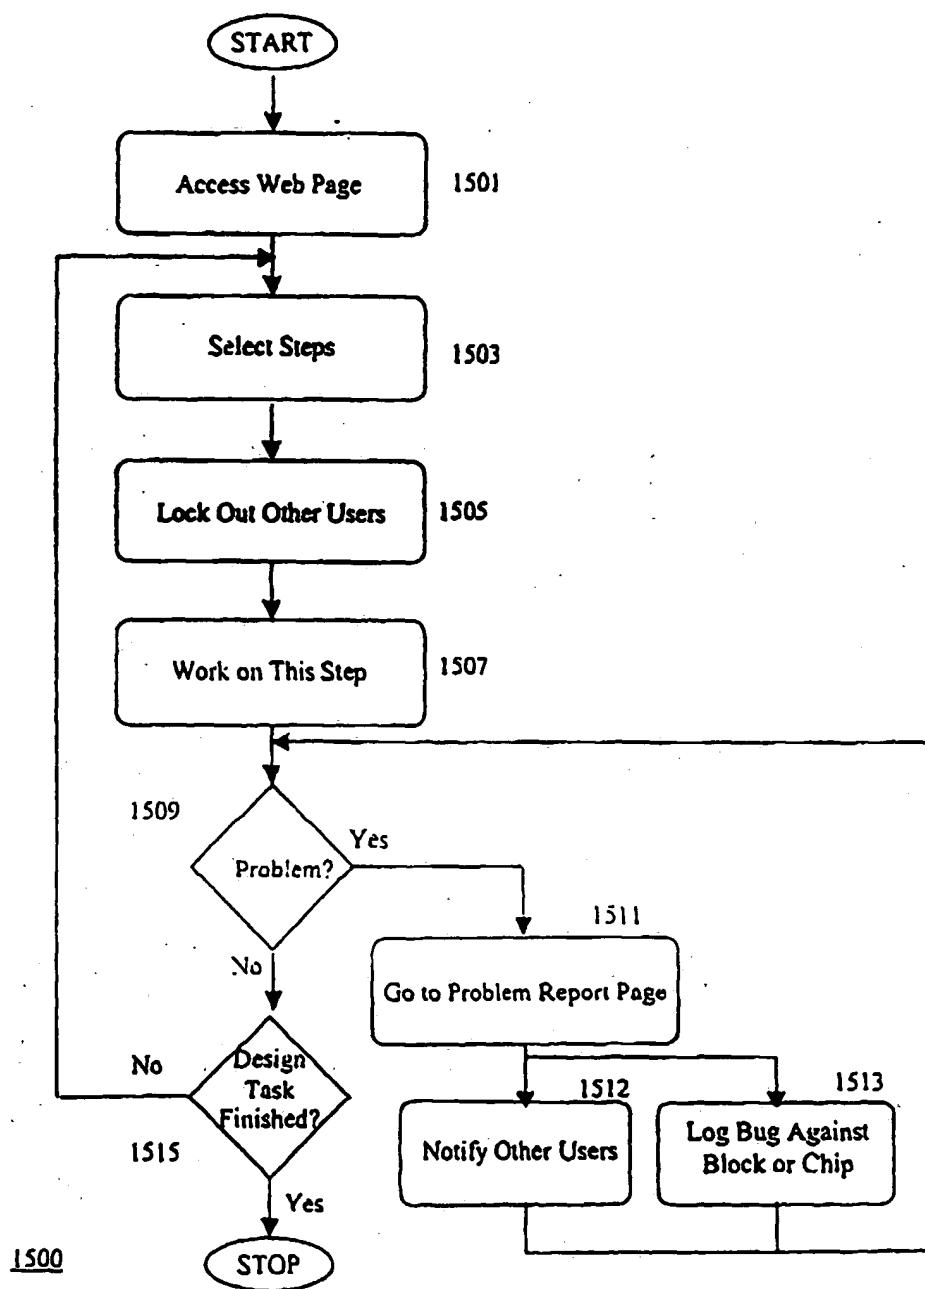 START
Access Web Page
1501
Select Steps
1503
Lock Out Other Users
1505
Work on This Step
1507
1509
Problem?
Yes
No
1511
Go to Problem Report Page
Design
Task
Finished?
No
1515
Yes
1512
Notify Other Users
1513
Log Bug Against
Block or Chip
STOP
1500